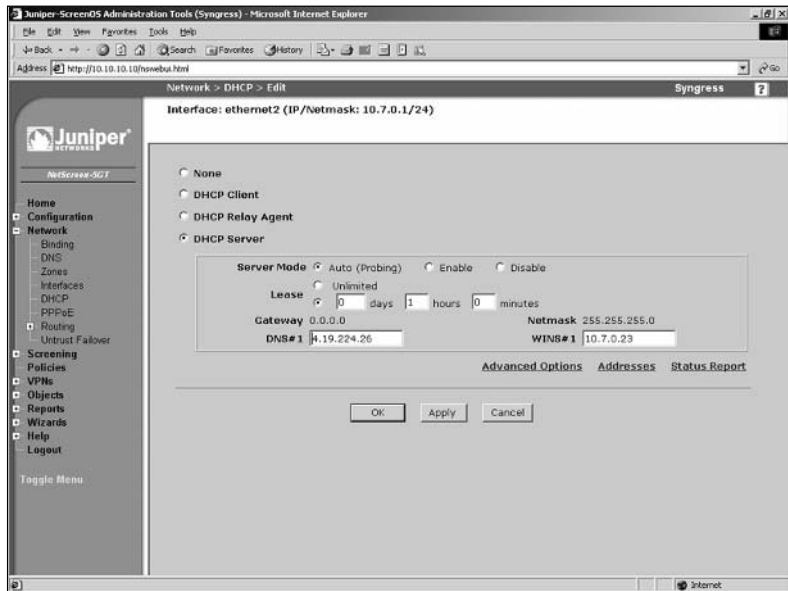 Juniper-ScreenOS Administration Tools (Syngress) - Microsoft Internet Explorer
File Edit View Favorites Tools Help
Back Search Favorites History
Address http://10.10.10.10/nswebui.html Go
Network > DHCP > Edit Syngress ?
Interface: ethernet2 (IP/Netmask: 10.7.0.1/24)
Juniper
NETWORKS
NetScreen-5GT
Home
Configuration
Network
Binding
DNS
Zones
Interfaces
DHCP
PPPoE
Routing
Untrust Failover
Screening
Policies
VPNs
Objects
Reports
Wizards
Help
Logout
Toggle Menu
None
DHCP Client
DHCP Relay Agent
DHCP Server
Server Mode Auto (Probing) Enable Disable
Lease Unlimited
0 days 1 hours 0 minutes
Gateway 0.0.0.0 Netmask 255.255.255.0
DNS#1 4.19.224.26 WINS#1 10.7.0.23
Advanced Options Addresses Status Report
OK Apply Cancel
Internet